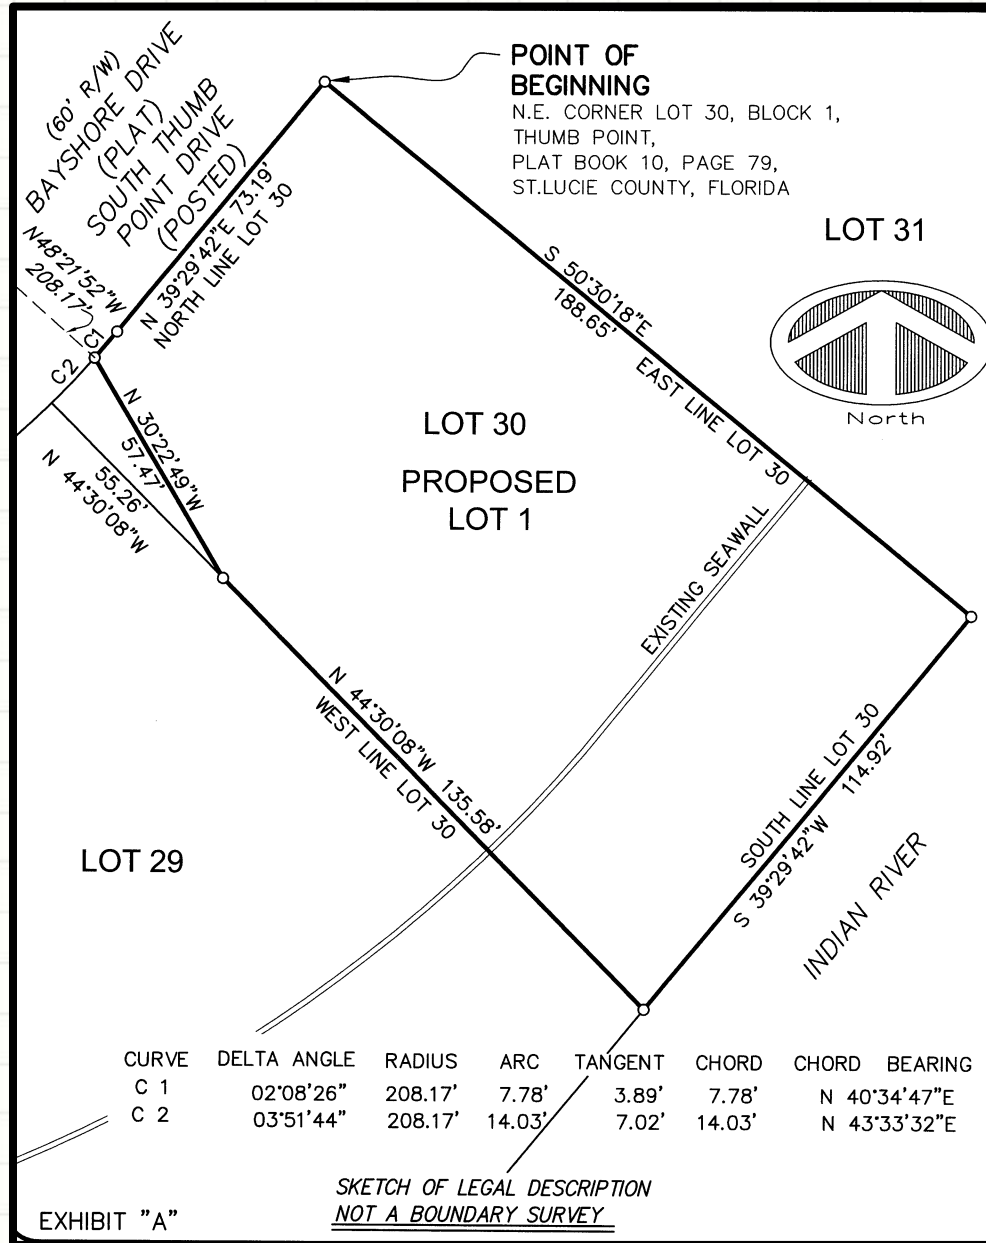 (60' R/W)
BAYSHORE DRIVE
(PLAT)
SOUTH THUMB
POINT DRIVE
(POSTED)
POINT OF
BEGINNING
N.E. CORNER LOT 30, BLOCK 1,
THUMB POINT,
PLAT BOOK 10, PAGE 79,
ST.LUCIE COUNTY, FLORIDA
LOT 31
North
N 39°29'42"E 73.19'
NORTH LINE LOT 30
N48°21'52"W
208.17'
C1
C2
S 50°30'18"E
188.65'
EAST LINE LOT 30
N 30°22'49"W
57.47'
55.26'
N 44°30'08"W
LOT 30
PROPOSED
LOT 1
EXISTING SEAWALL
N 44°30'08"W 135.58'
WEST LINE LOT 30
LOT 29
SOUTH LINE LOT 30
S 39°29'42"W 114.92'
INDIAN RIVER
CURVE DELTA ANGLE RADIUS ARC TANGENT CHORD CHORD BEARING
C 1 02°08'26" 208.17' 7.78' 3.89' 7.78' N 40°34'47"E
C 2 03°51'44" 208.17' 14.03' 7.02' 14.03' N 43°33'32"E
SKETCH OF LEGAL DESCRIPTION
NOT A BOUNDARY SURVEY
EXHIBIT "A"